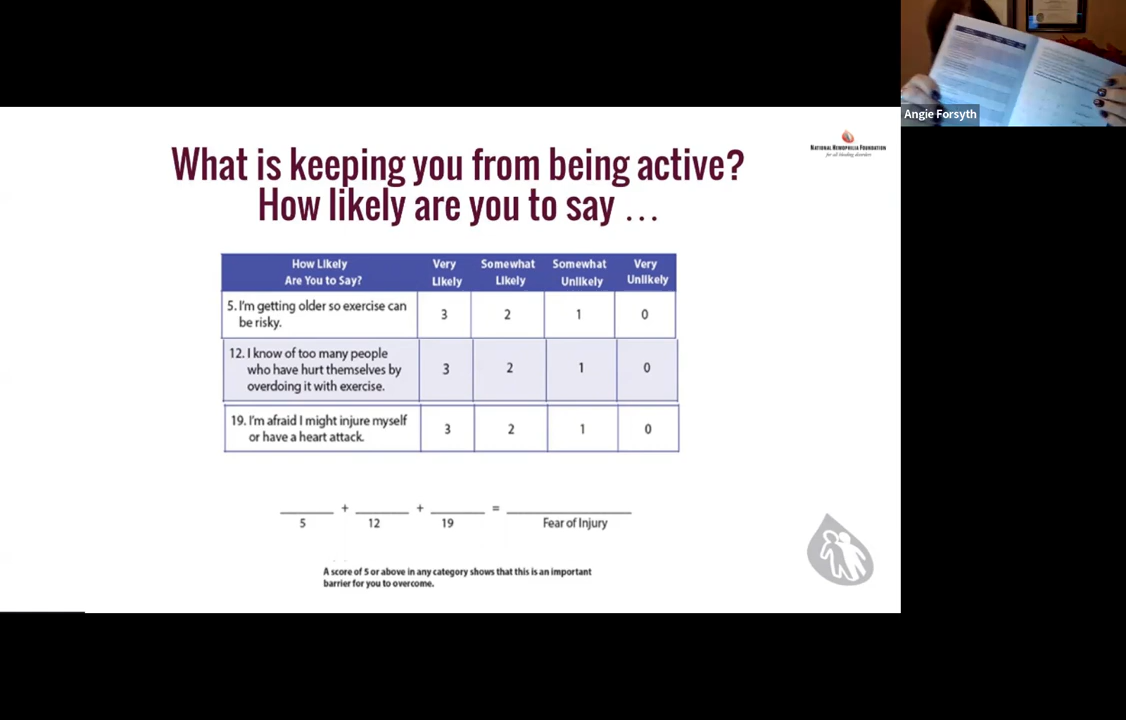 Angie Forsyth
NATIONAL HEMOPHILIA FOUNDATION
for all bleeding disorders
What is keeping you from being active?
How likely are you to say ...
How Likely
Are You to Say?
Very
Likely
Somewhat
Likely
Somewhat
Unlikely
Very
Unlikely
5. I'm getting older so exercise can
be risky.
3 2 1 0
12. I know of too many people
who have hurt themselves by
overdoing it with exercise.
3 2 1 0
19. I'm afraid I might injure myself
or have a heart attack.
3 2 1 0
_____ + _____ + _____ = _____
5 12 19 Fear of Injury
A score of 5 or above in any category shows that this is an important
barrier for you to overcome.